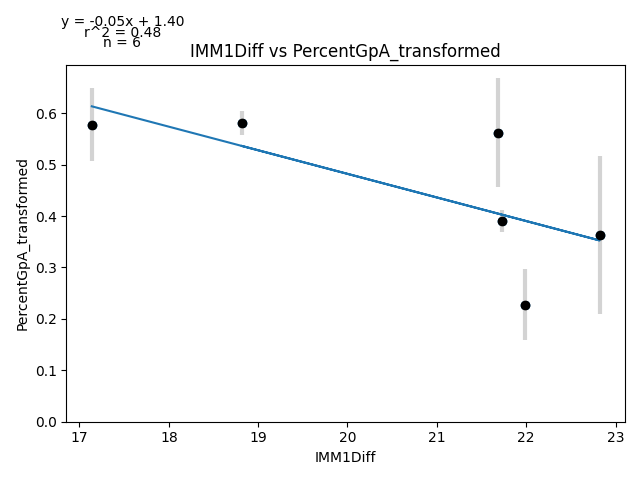 y = -0.05x + 1.40
r^2 = 0.48
n = 6
IMM1Diff vs PercentGpA_transformed
PercentGpA_transformed
0.6
0.5
0.4
0.3
0.2
0.1
0.0
17 18 19 20 21 22 23
IMM1Diff